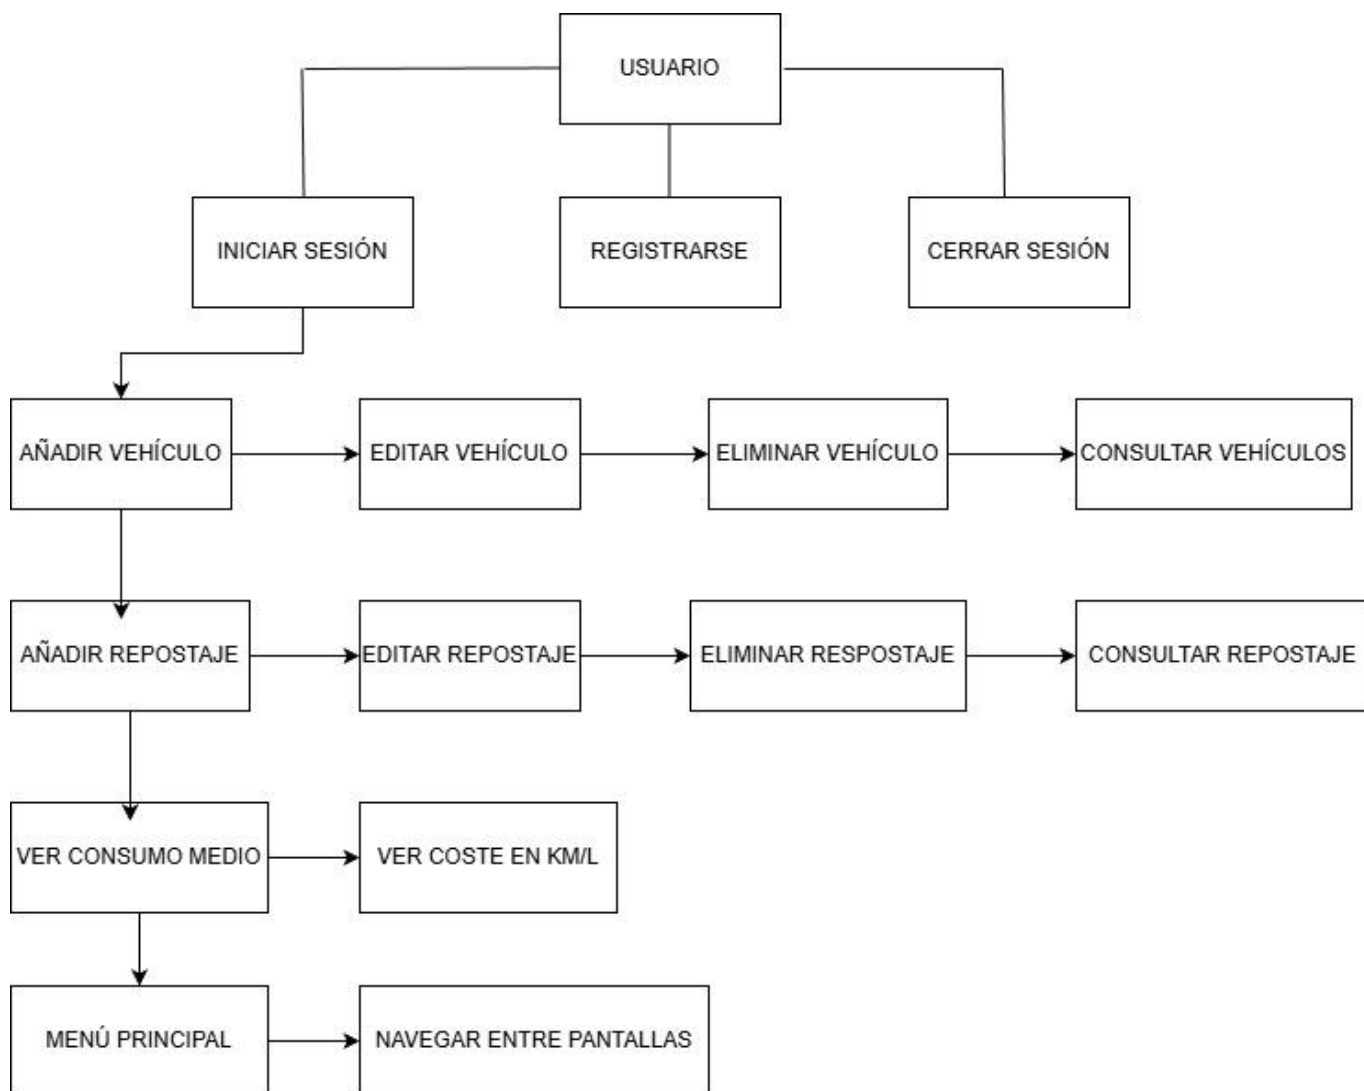 USUARIO
INICIAR SESIÓN
REGISTRARSE
CERRAR SESIÓN
AÑADIR VEHÍCULO
EDITAR VEHÍCULO
ELIMINAR VEHÍCULO
CONSULTAR VEHÍCULOS
AÑADIR REPOSTAJE
EDITAR REPOSTAJE
ELIMINAR RESPOSTAJE
CONSULTAR REPOSTAJE
VER CONSUMO MEDIO
VER COSTE EN KM/L
MENÚ PRINCIPAL
NAVEGAR ENTRE PANTALLAS